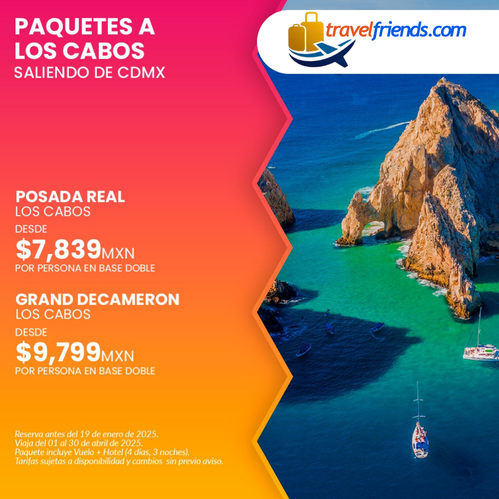 PAQUETES A
LOS CABOS
SALIENDO DE CDMX
travelfriends.com
POSADA REAL
LOS CABOS
DESDE
$7,839MXN
POR PERSONA EN BASE DOBLE
GRAND DECAMERON
LOS CABOS
DESDE
$9,799MXN
POR PERSONA EN BASE DOBLE
Reserva antes del 19 de enero de 2025.
Viaja del 01 al 30 de abril de 2025.
Paquete incluye Vuelo + Hotel (4 días, 3 noches).
Tarifas sujetas a disponibilidad y cambios sin previo aviso.